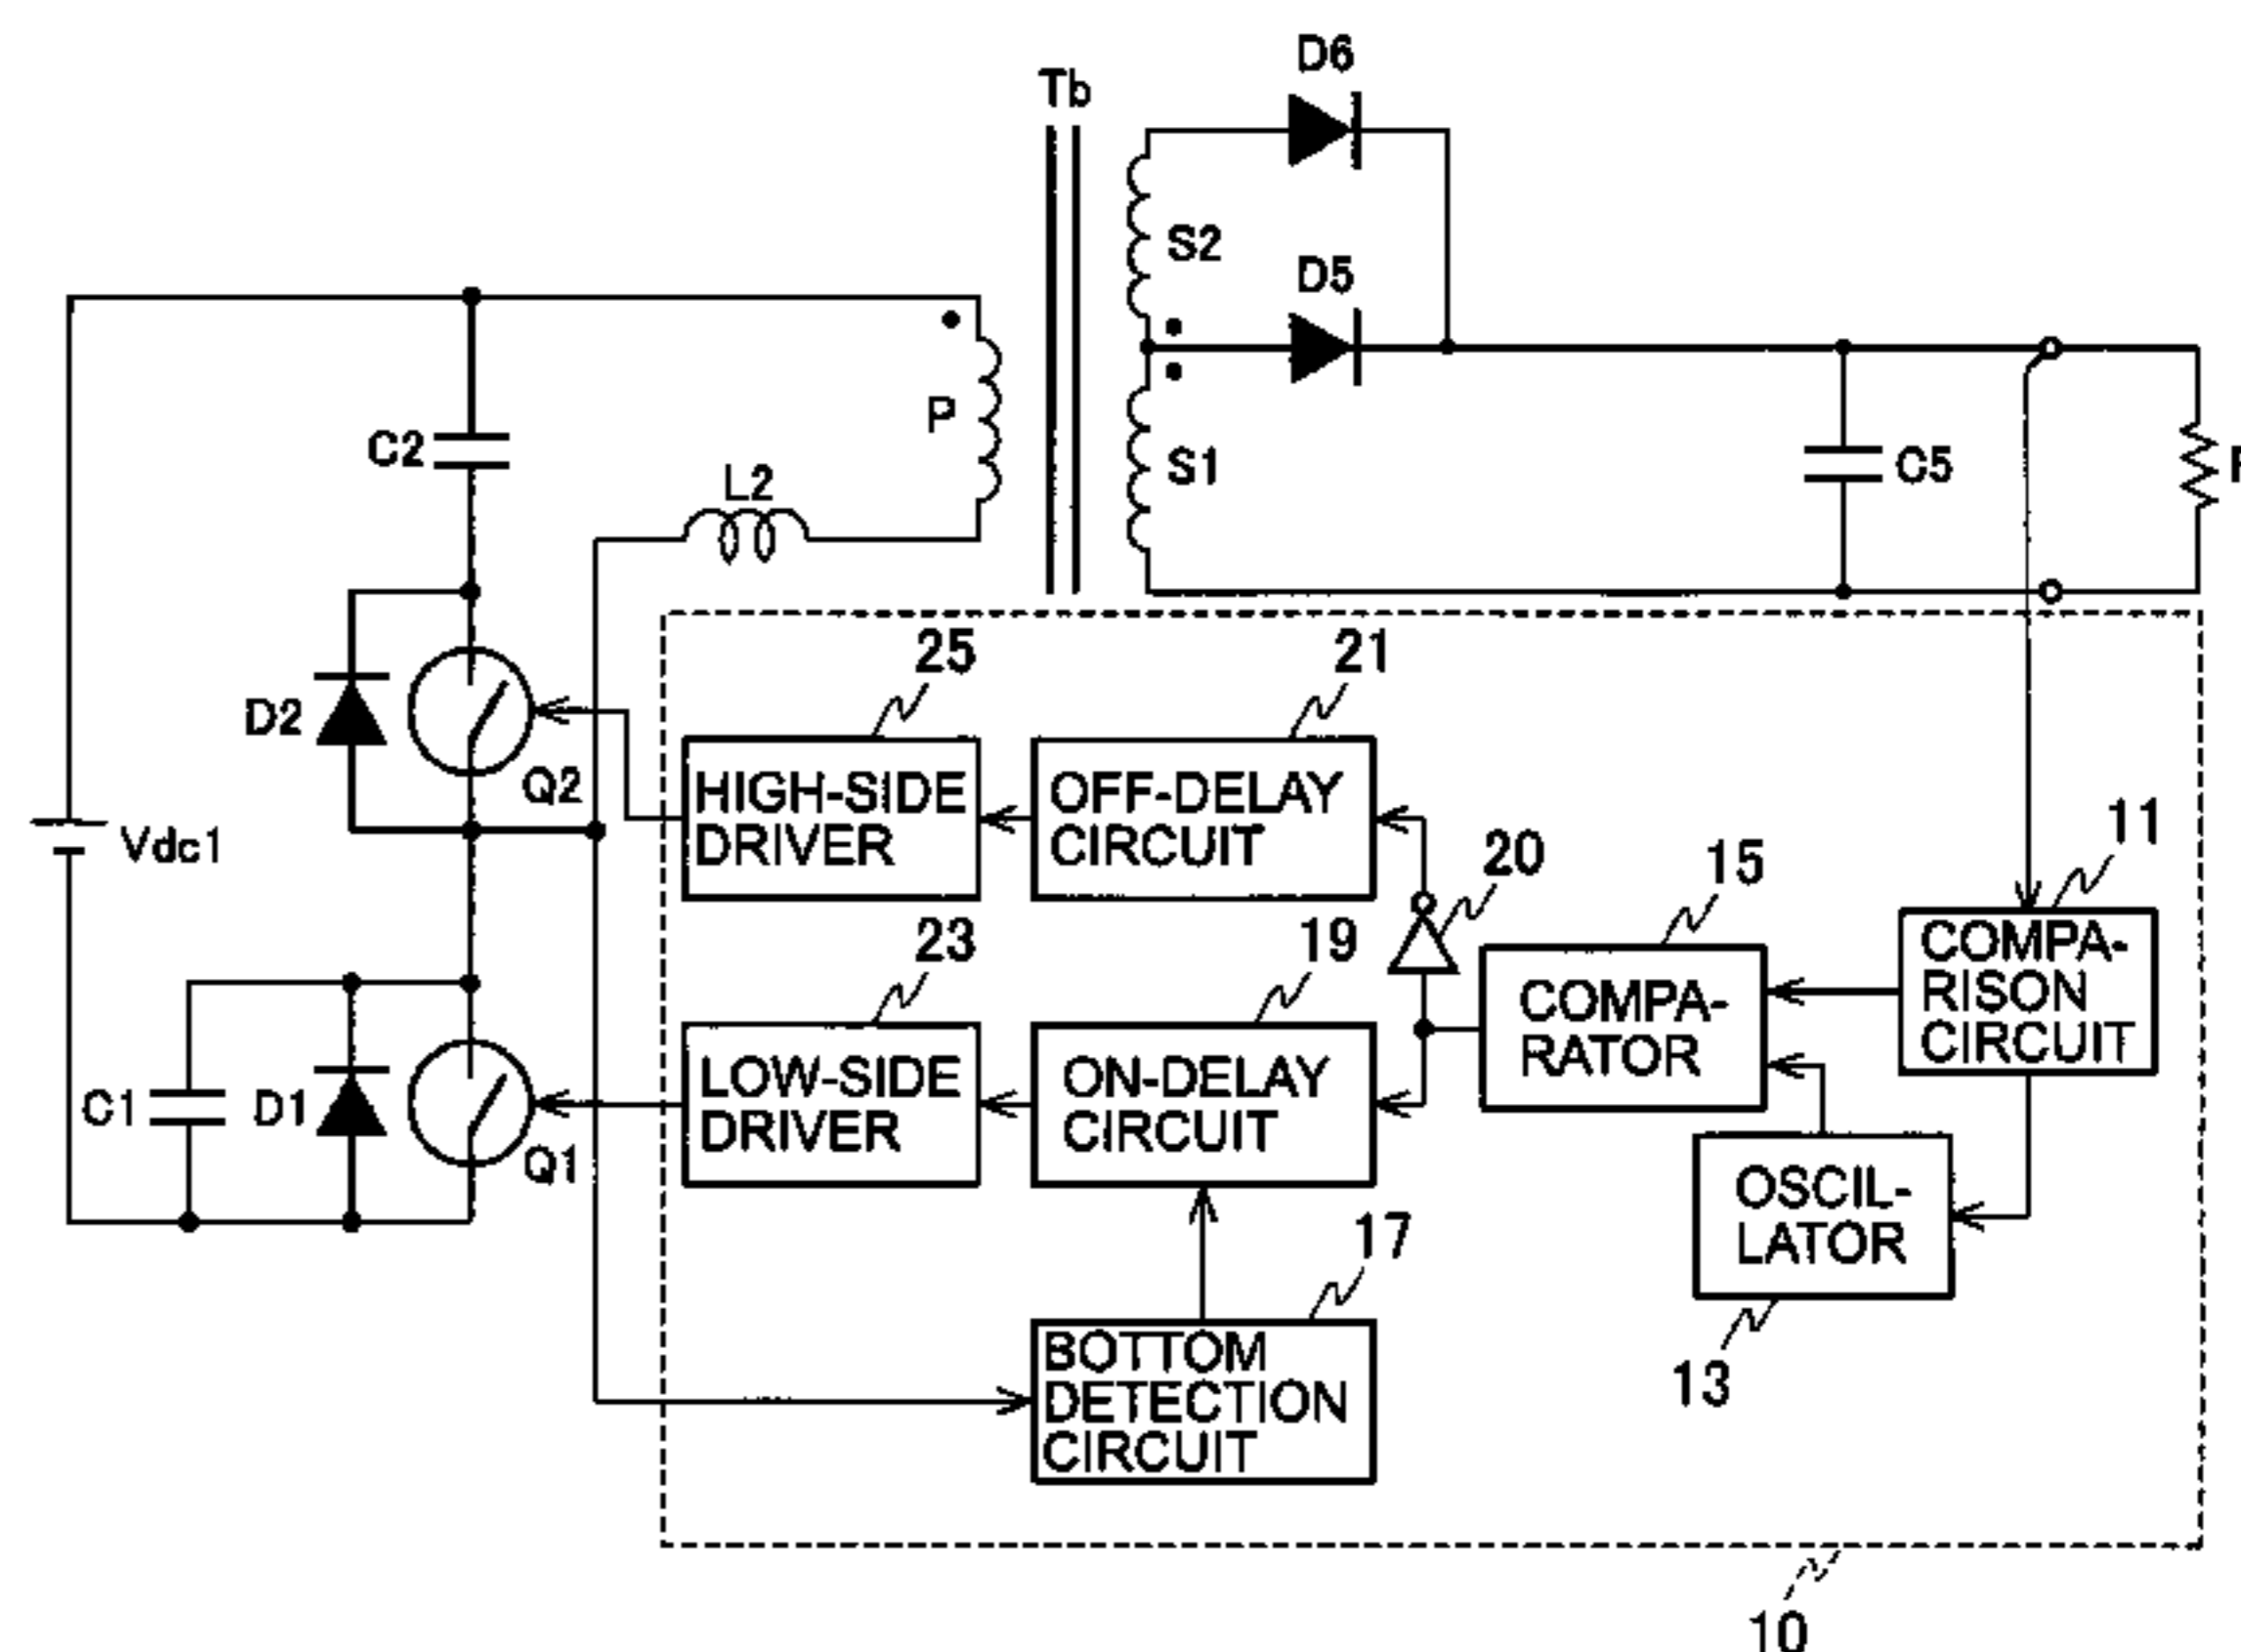 D6
Tb
S2
D5
P
C2
L2
S1
C5
25
21
D2
Q2
HIGH-SIDE
DRIVER
OFF-DELAY
CIRCUIT
Vdc1
20
15
11
23
19
COMPA-
RISON
CIRCUIT
COMPA-
RATOR
C1
D1
Q1
LOW-SIDE
DRIVER
ON-DELAY
CIRCUIT
OSCIL-
LATOR
17
13
BOTTOM
DETECTION
CIRCUIT
10